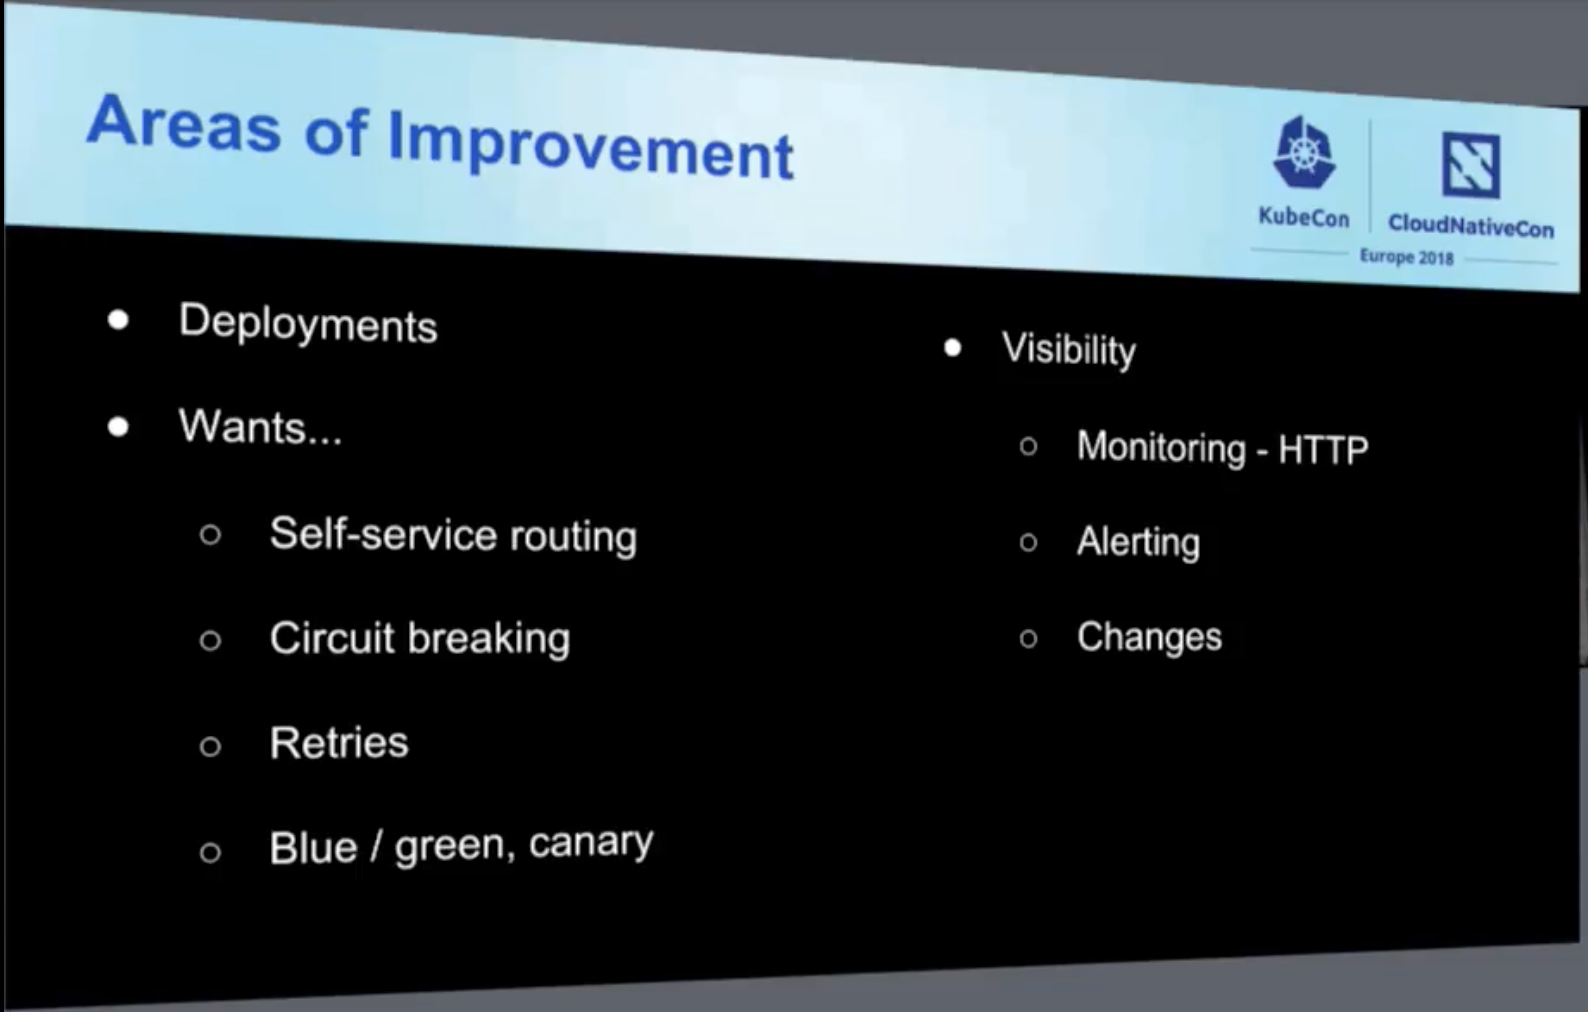 Areas of Improvement
KubeCon
CloudNativeCon
Europe 2018
Deployments
Wants...
Self-service routing
Circuit breaking
Retries
Blue / green, canary
Visibility
Monitoring - HTTP
Alerting
Changes